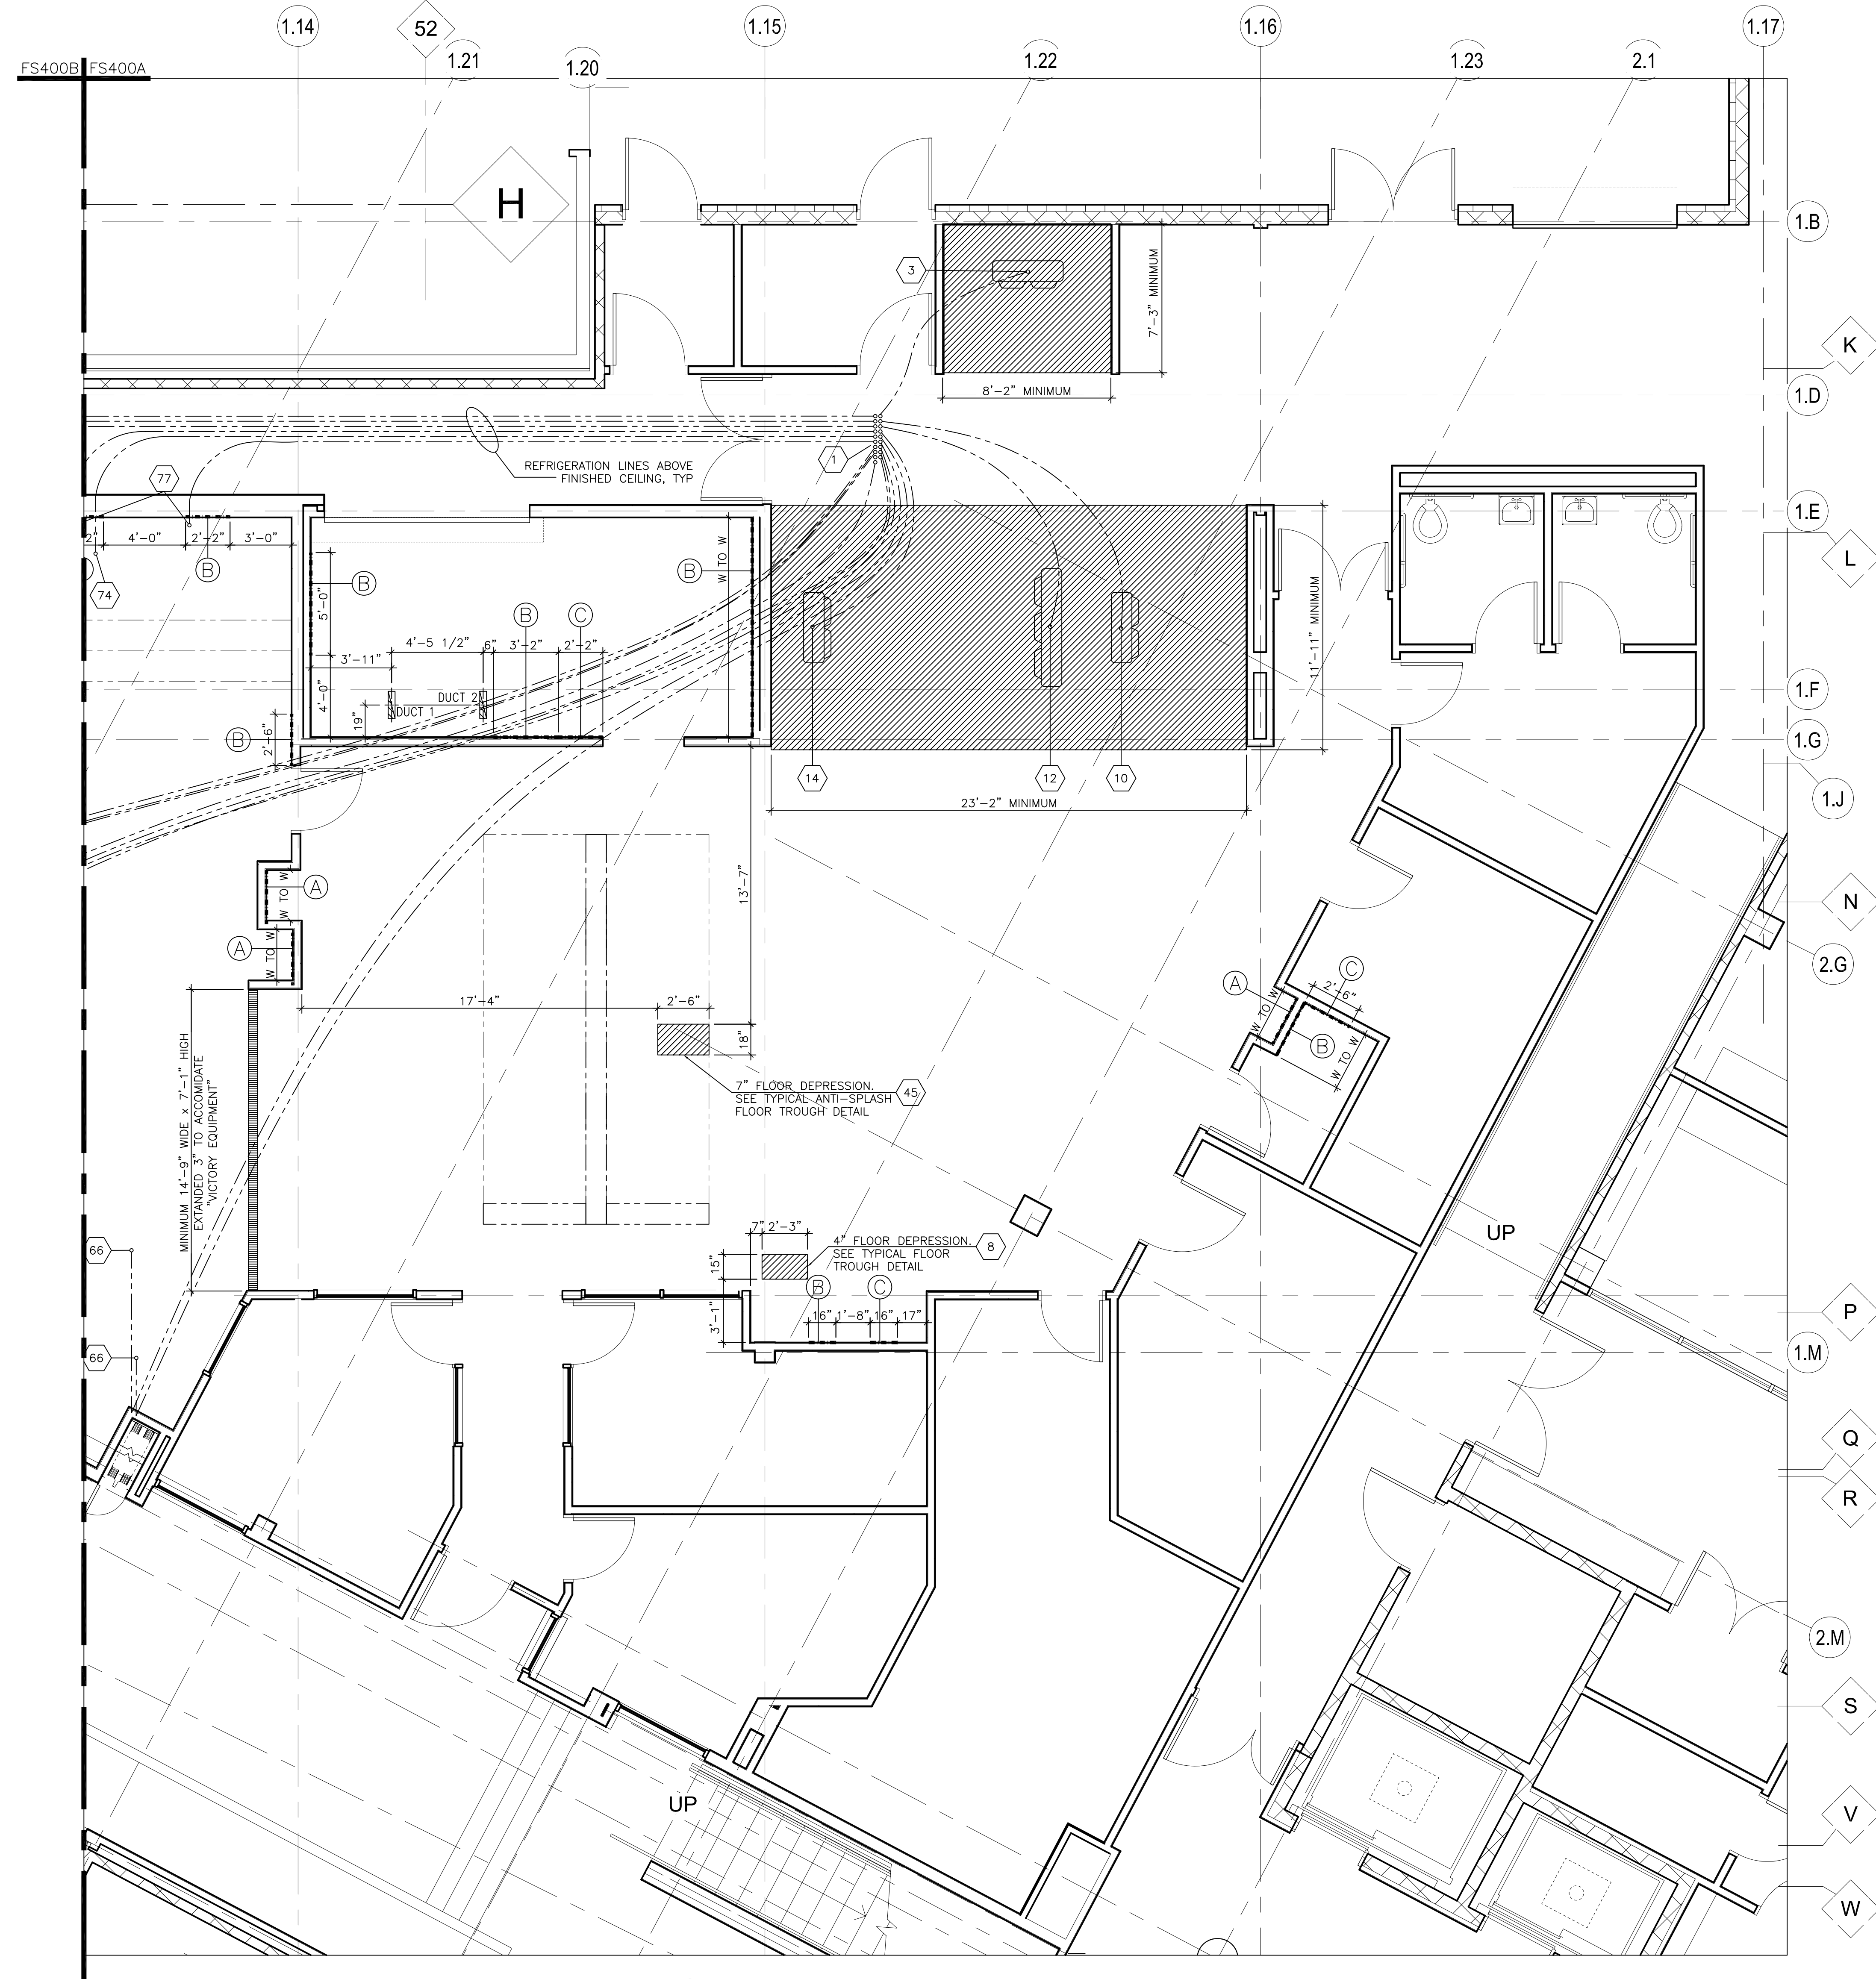 1.14
52
1.15
1.16
1.17
1.21
1.20
1.22
1.23
2.1
FS400B
FS400A
H
1.B
3
7'-3" MINIMUM
K
8'-2" MINIMUM
1.D
REFRIGERATION LINES ABOVE
FINISHED CEILING, TYP
1
77
1.E
2"
4'-0"
2'-2"
3'-0"
B
74
B
5'-0"
B
W TO W
L
11'-11" MINIMUM
B
C
4'-5 1/2"
6"
3'-2"
2'-2"
3'-11"
4'-0"
19"
DUCT 2
DUCT 1
1.F
B
2'-6"
1.G
14
12
10
23'-2" MINIMUM
1.J
A
W TO W
A
W TO W
13'-7"
N
2.G
17'-4"
2'-6"
18"
A
W TO W
C
2'-6"
B
W TO W
MINIMUM 14'-9" WIDE x 7'-1" HIGH
EXTANDED 3" TO ACCOMIDATE
"VICTORY EQUIPMENT"
7" FLOOR DEPRESSION.
SEE TYPICAL ANTI-SPLASH
FLOOR TROUGH DETAIL
45
UP
66
7"
2'-3"
15"
4" FLOOR DEPRESSION.
SEE TYPICAL FLOOR
TROUGH DETAIL
8
B
C
3'-1"
16"
1'-8"
16"
17"
P
1.M
66
Q
R
2.M
S
UP
V
W